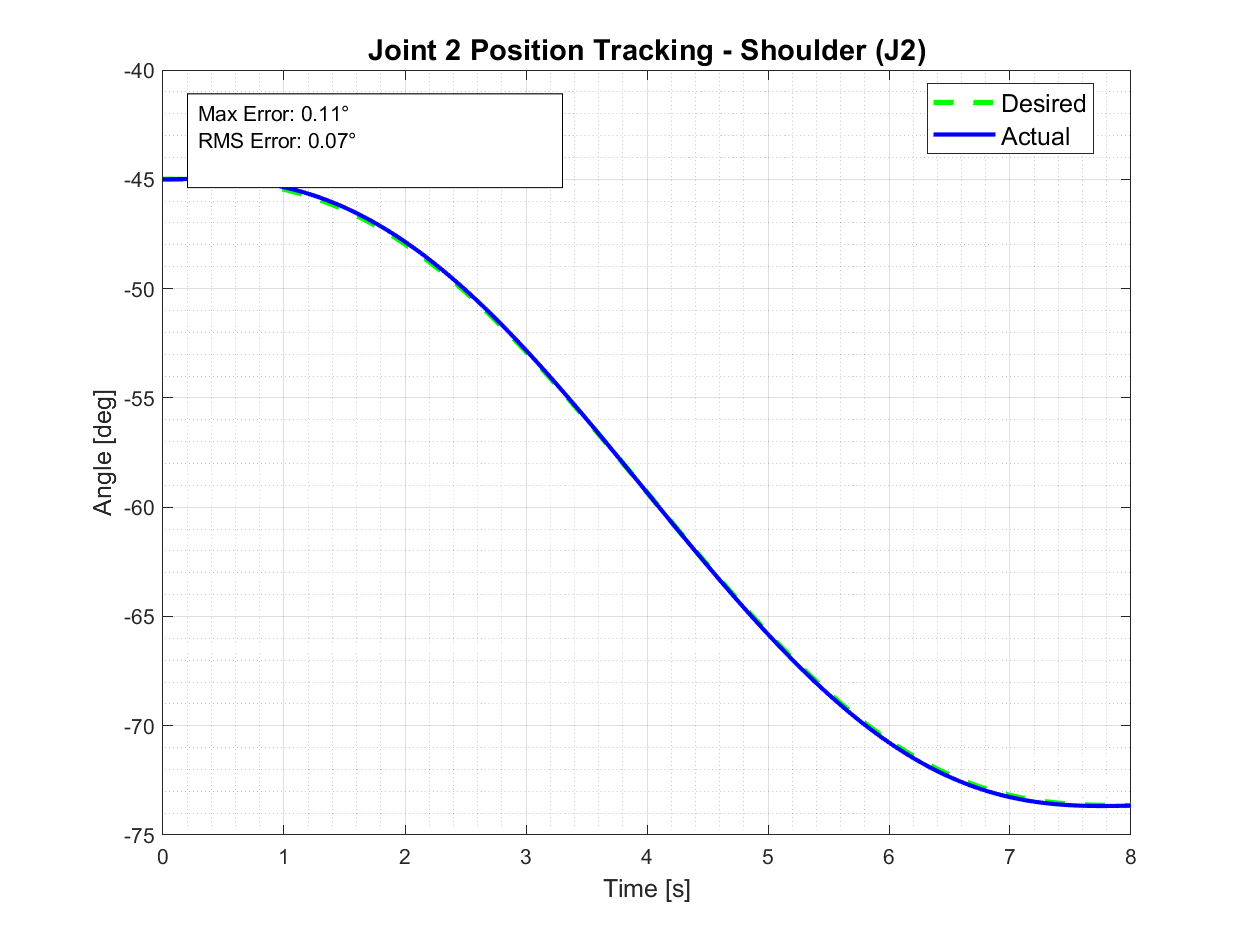 Joint 2 Position Tracking - Shoulder (J2)
Max Error: 0.11°
RMS Error: 0.07°
Desired
Actual
-40
-45
-50
-55
-60
-65
-70
-75
Angle [deg]
0 1 2 3 4 5 6 7 8
Time [s]